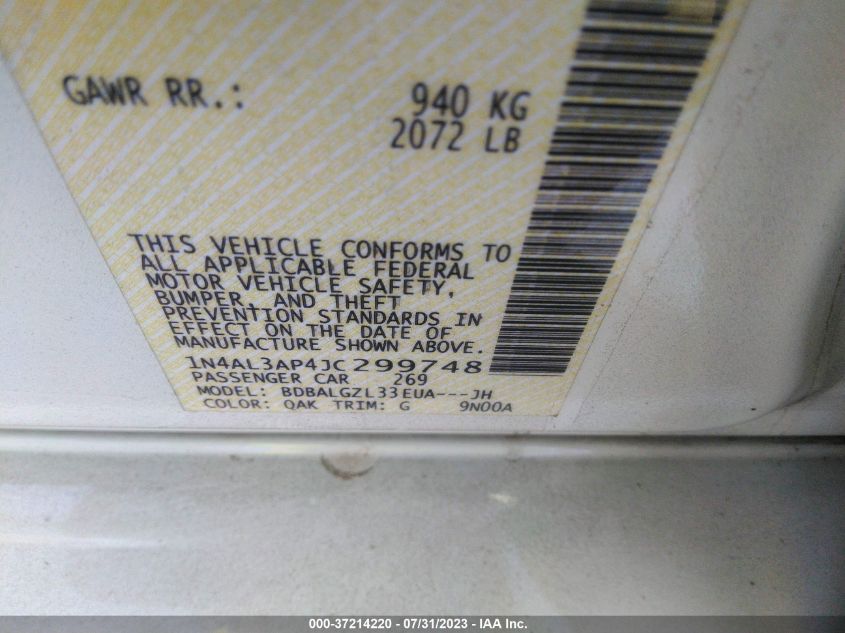 GAWR RR.: 940 KG
2072 LB
THIS VEHICLE CONFORMS TO
ALL APPLICABLE FEDERAL
MOTOR VEHICLE SAFETY,
BUMPER, AND THEFT
PREVENTION STANDARDS IN
EFFECT ON THE DATE OF
MANUFACTURE SHOWN ABOVE.
1N4AL3AP4JC299748
PASSENGER CAR 269
MODEL: BDBALGZL33EUA---JH
COLOR: QAK TRIM: G 9N00A
000-37214220 - 07/31/2023 - IAA Inc.